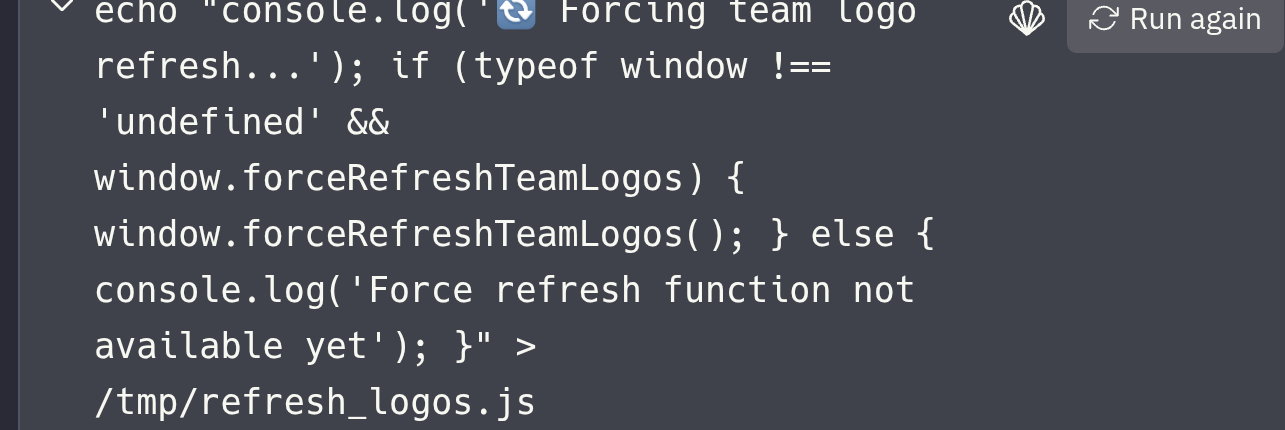 echo "console.log('🔄 Forcing team logo
Run again
refresh...'); if (typeof window !==
'undefined' &&
window.forceRefreshTeamLogos) {
window.forceRefreshTeamLogos(); } else {
console.log('Force refresh function not
available yet'); }" >
/tmp/refresh_logos.js